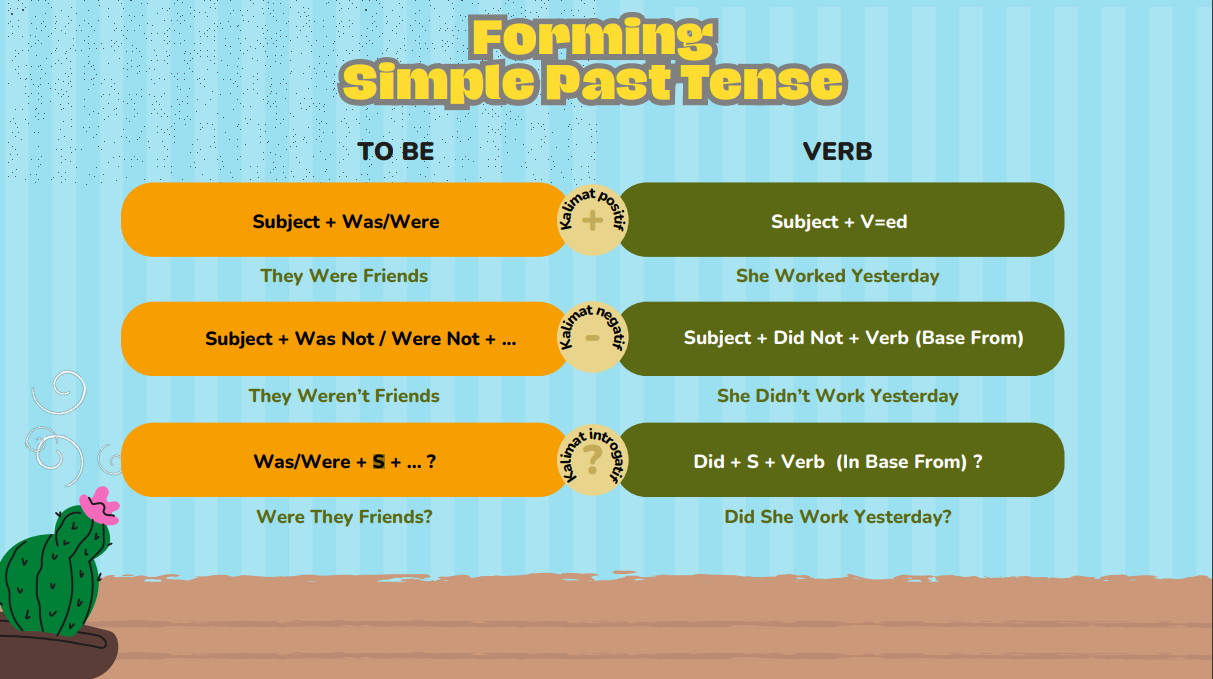 Forming
Simple Past Tense
TO BE
VERB
Subject + Was/Were
Kalimat positif
+
Subject + V=ed
They Were Friends
She Worked Yesterday
Subject + Was Not / Were Not + ...
Kalimat negatif
-
Subject + Did Not + Verb (Base From)
They Weren't Friends
She Didn't Work Yesterday
Was/Were + S + ... ?
Kalimat introgatif
?
Did + S + Verb (In Base From) ?
Were They Friends?
Did She Work Yesterday?